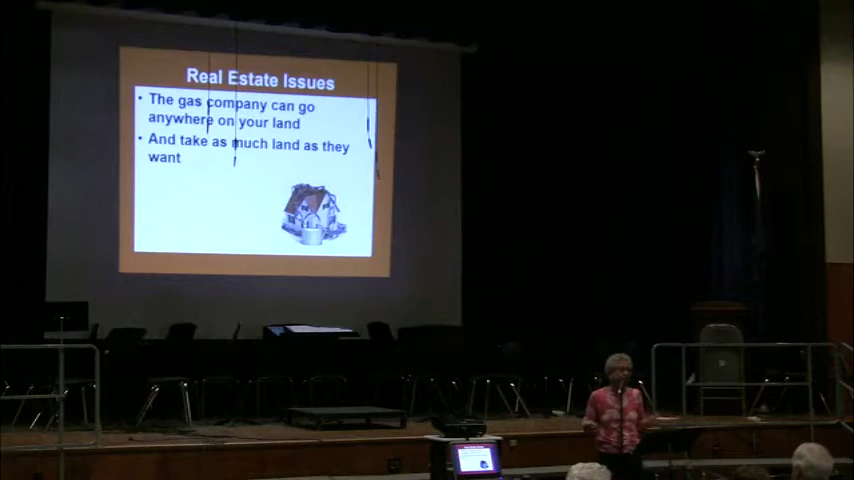 Real Estate Issues
• The gas company can go
anywhere on your land
• And take as much land as they
want